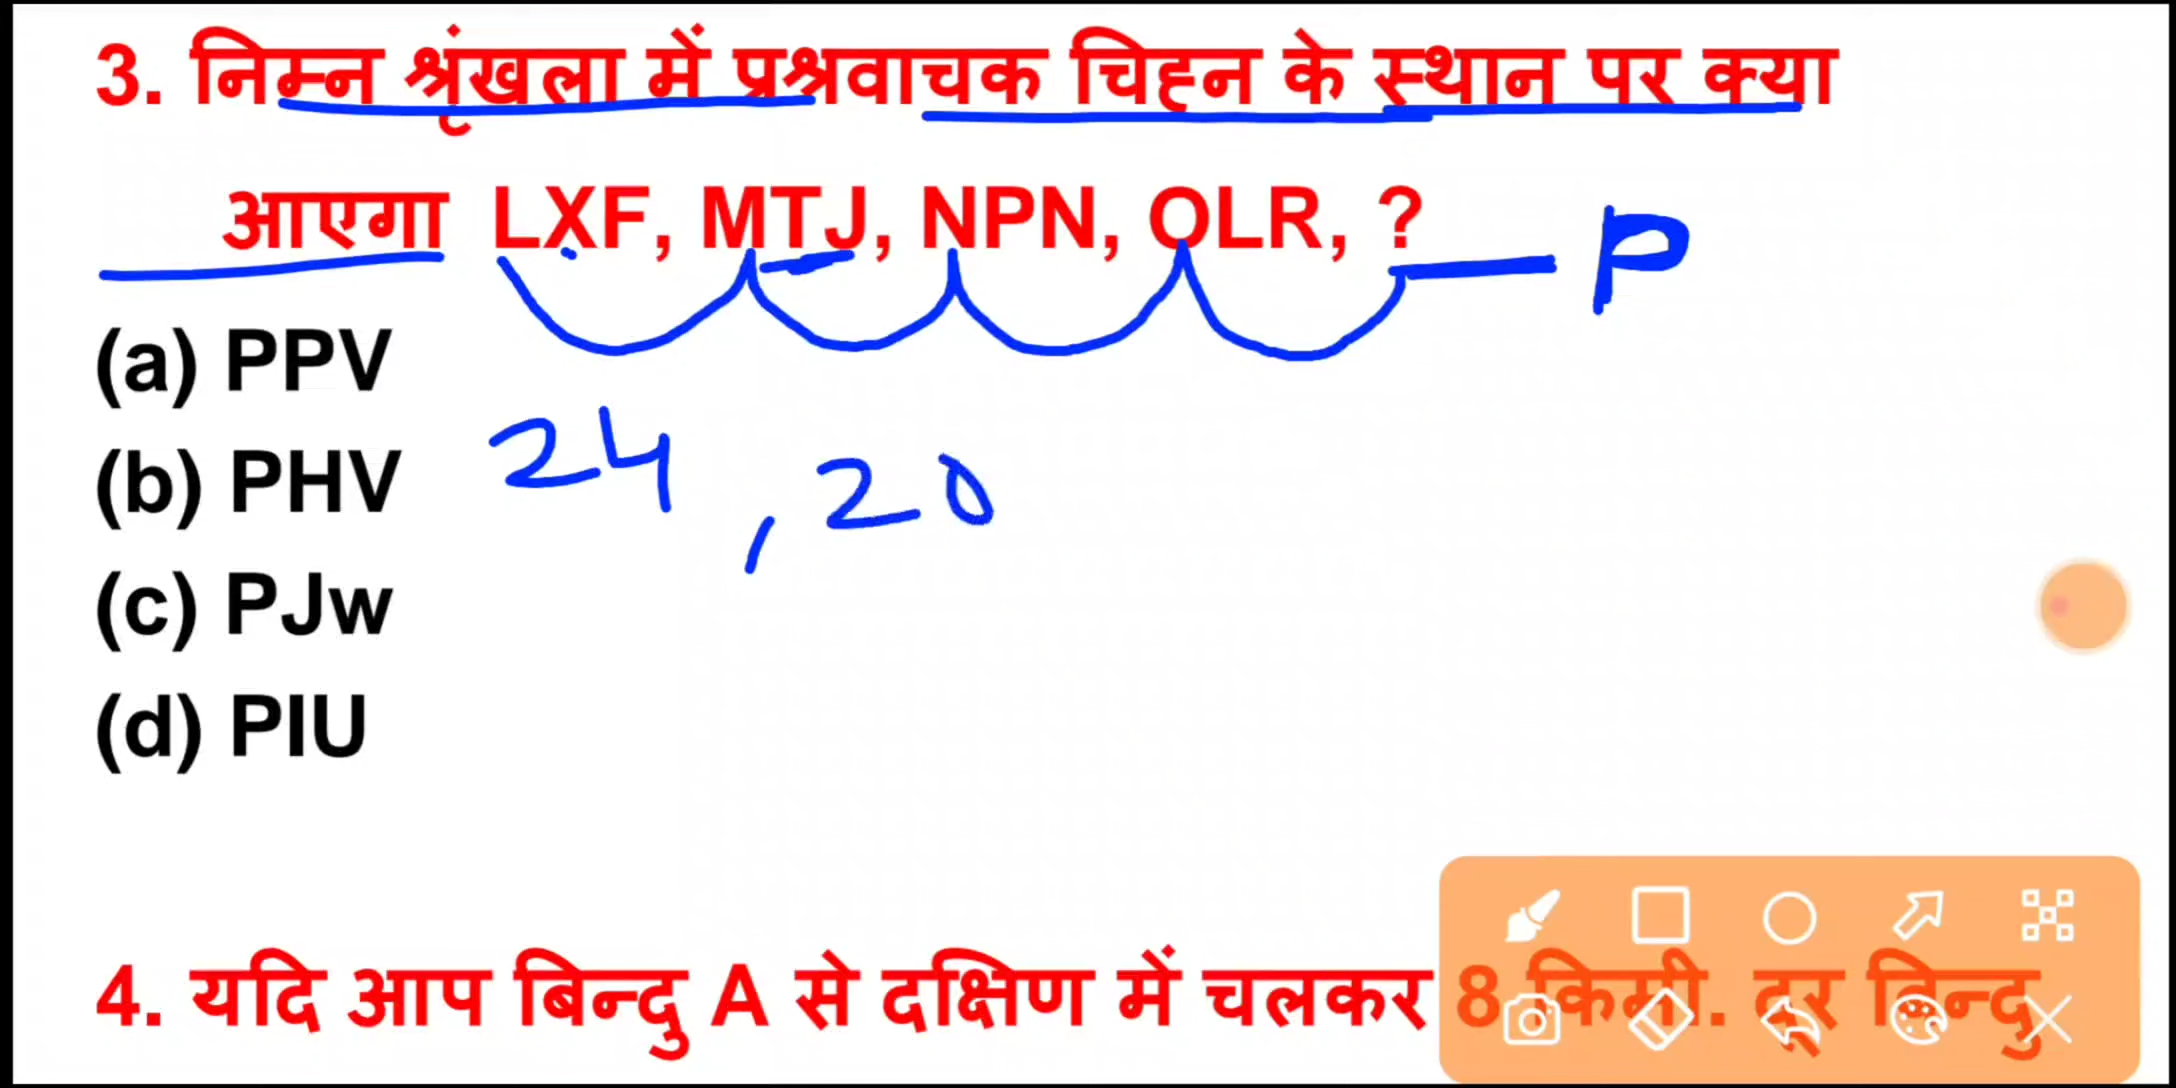 3. निम्न श्रृंखला में प्रश्नवाचक चिह्न के स्थान पर क्या
आएगा LXF, MTJ, NPN, OLR, ? P
(a) PPV
(b) PHV 24, 20
(c) PJw
(d) PIU
4. यदि आप बिन्दु A से दक्षिण में चलकर 8 किमी. दूर बिन्दु